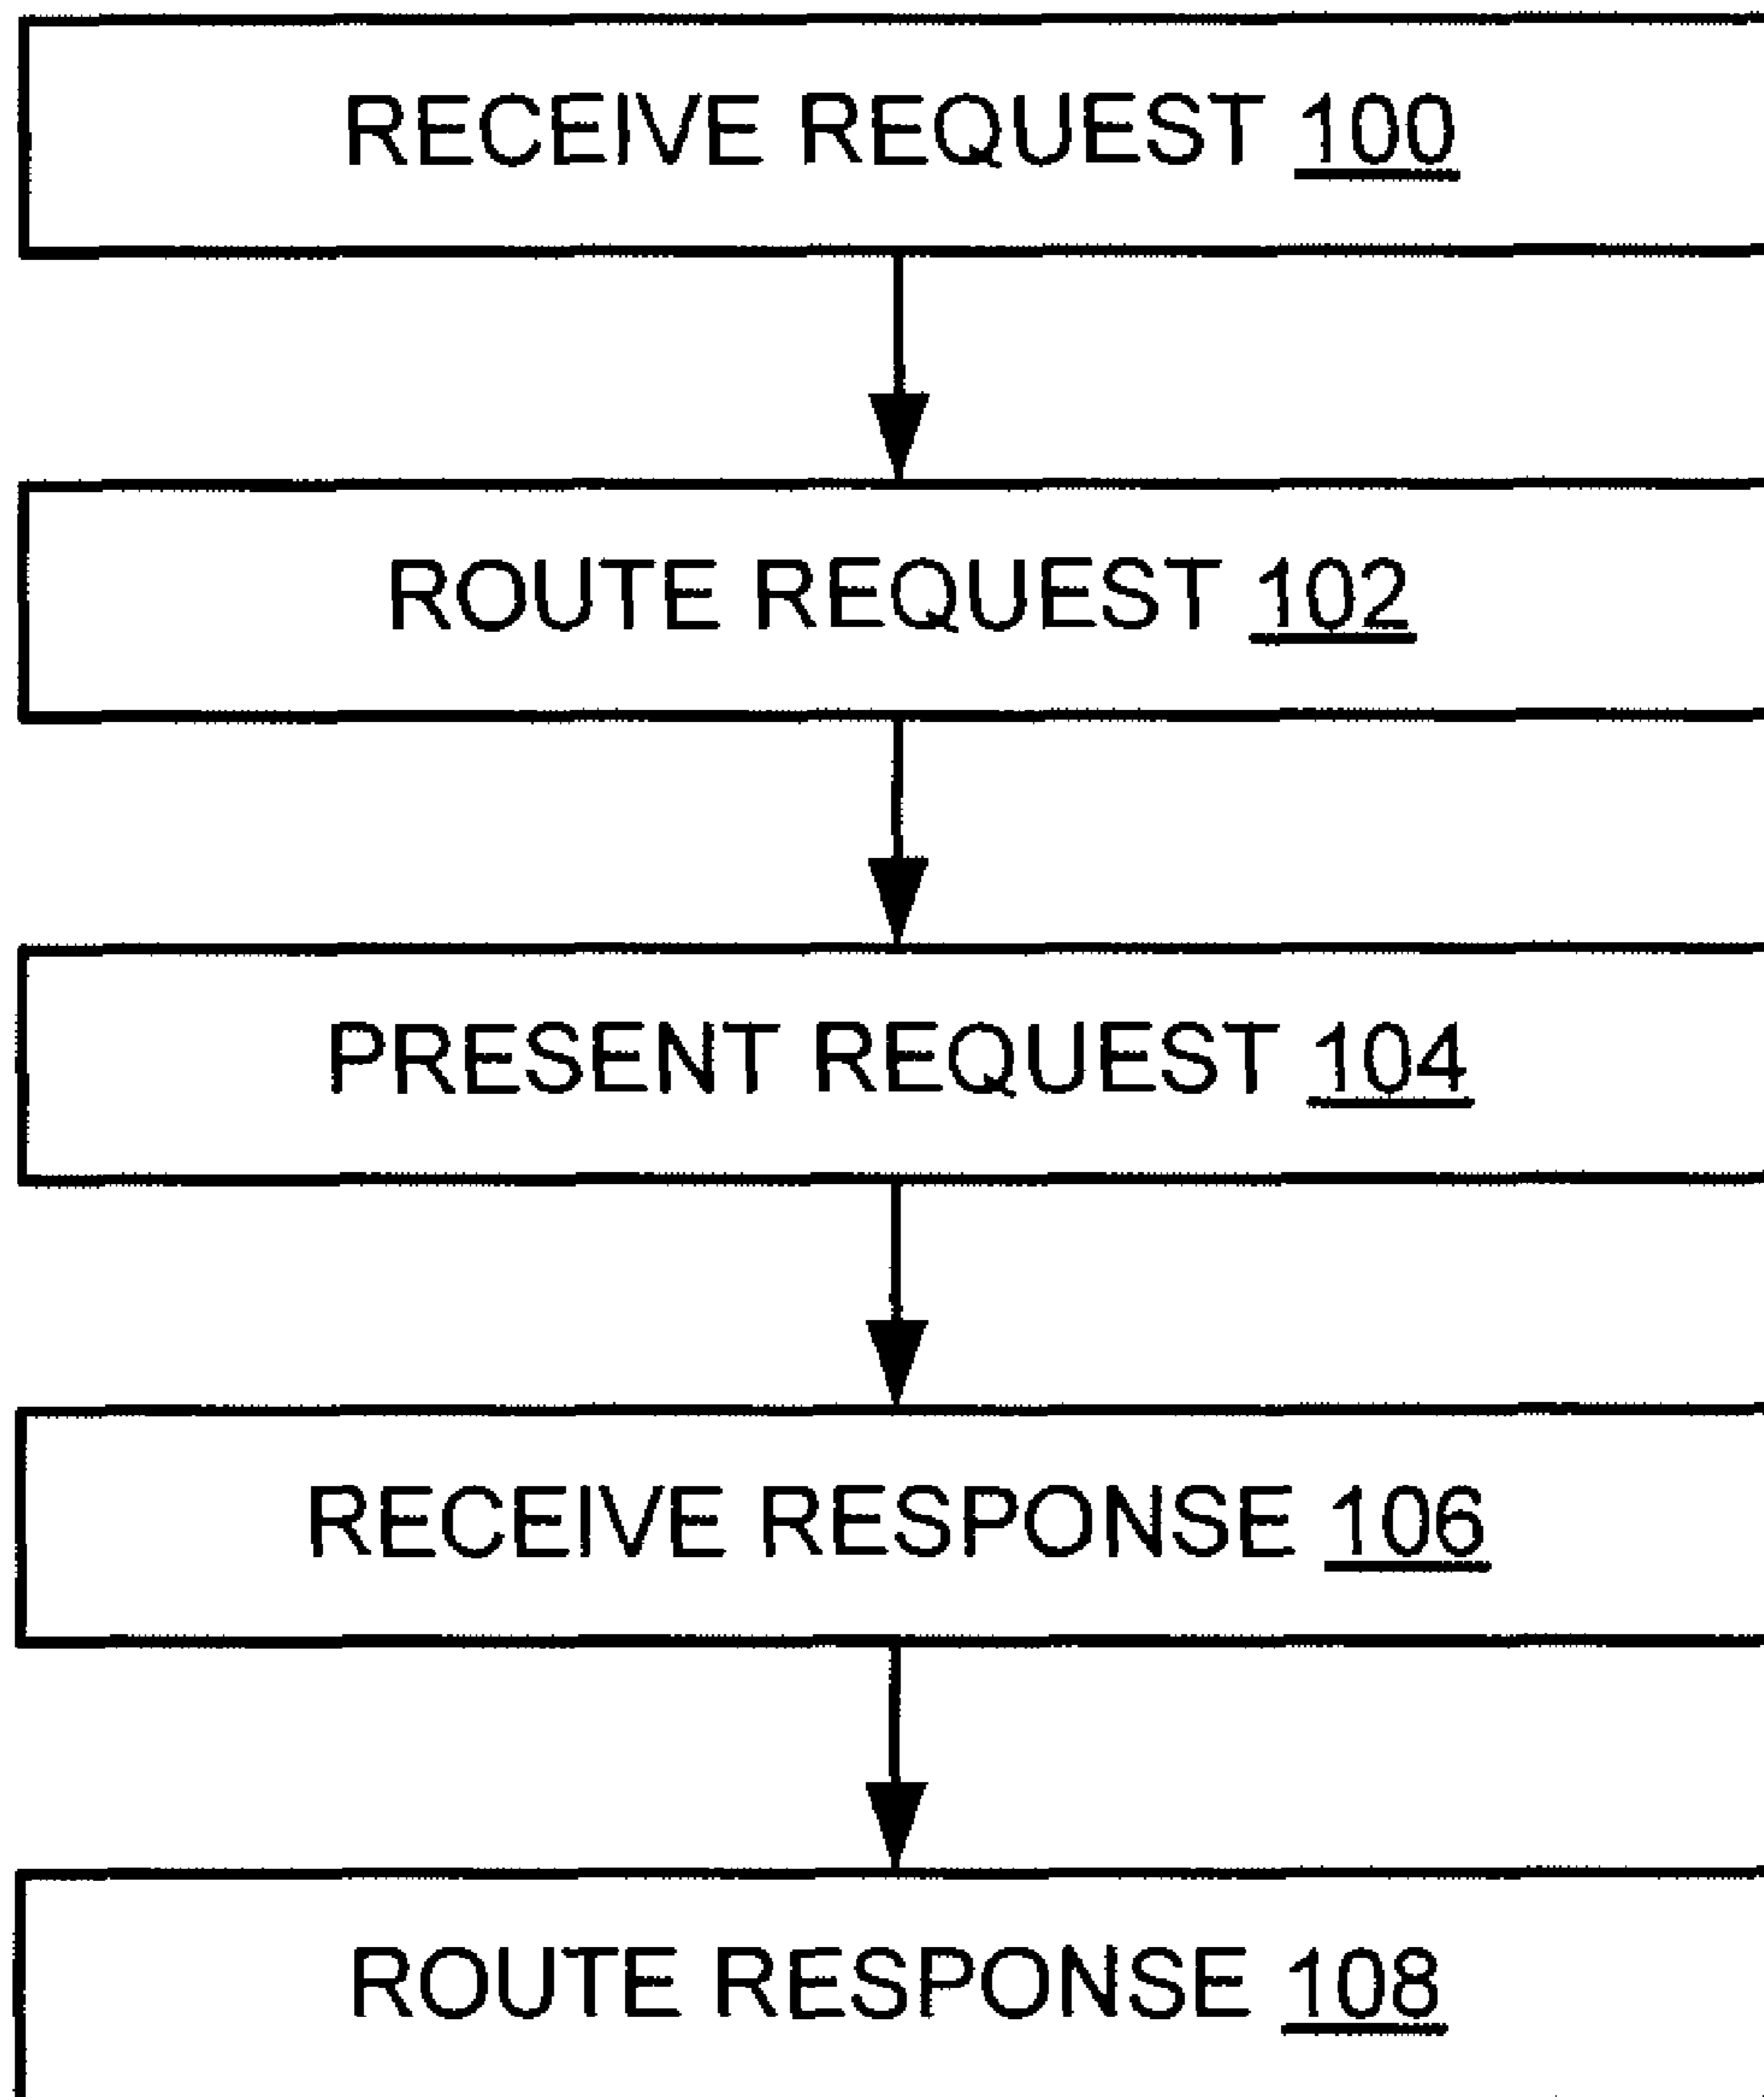 RECEIVE REQUEST 100
ROUTE REQUEST 102
PRESENT REQUEST 104
RECEIVE RESPONSE 106
ROUTE RESPONSE 108